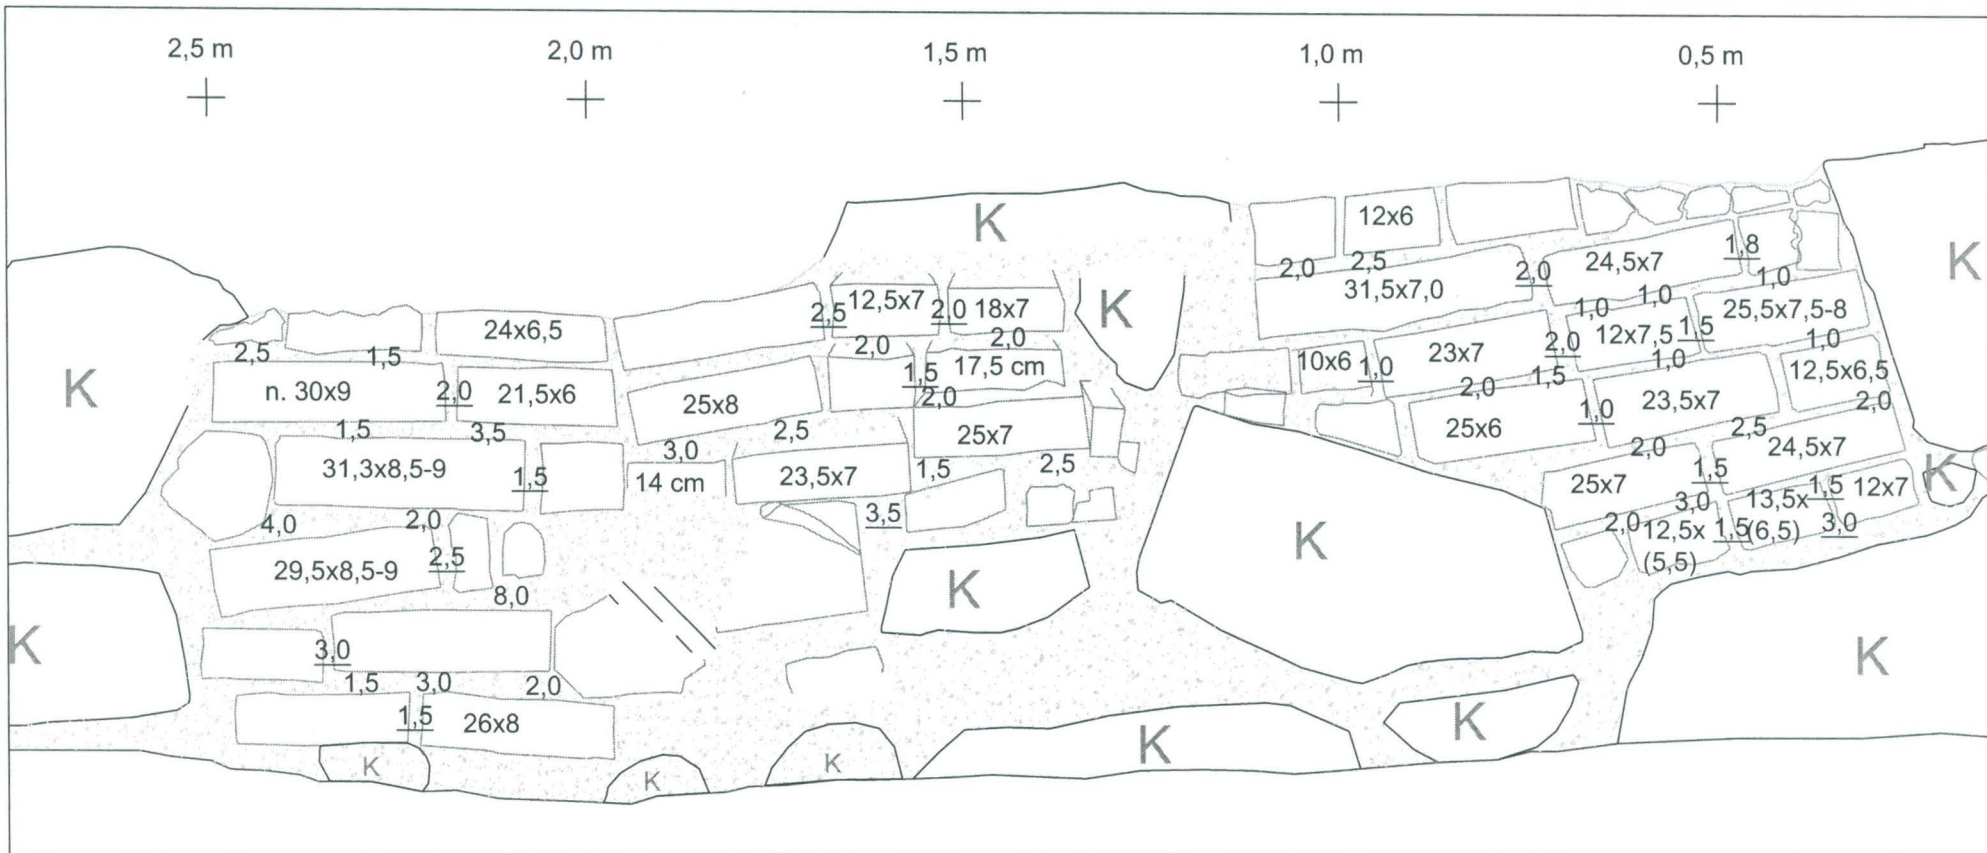 2,5 m 2,0 m 1,5 m 1,0 m 0,5 m
K 12x6
K 2,0 2,5 2,0 24,5x7 1,8 K
31,5x7,0 1,0
12,5x7 2,0 18x7 K 1,0 1,0 25,5x7,5-8
24x6,5 2,5 2,0 2,0 2,0 12x7,5 1,5 1,0
2,5 1,5 10x6 1,0 23x7 1,0 12,5x6,5
K n. 30x9 2,0 21,5x6 25x8 1,5 17,5 cm 2,0 1,5 23,5x7 2,0
2,0 1,0
1,5 3,5 2,5 25x7 25x6 2,0 2,5 24,5x7
31,3x8,5-9 1,5 3,0 14 cm 23,5x7 1,5 2,5 25x7 1,5 K
4,0 2,0 3,5 3,0 13,5x 1,5 12x7
2,0 12,5x 1,5 (6,5) 3,0
29,5x8,5-9 2,5 K (5,5)
8,0 K
K 3,0 K
1,5 3,0 2,0
1,5 26x8 K K
K K K